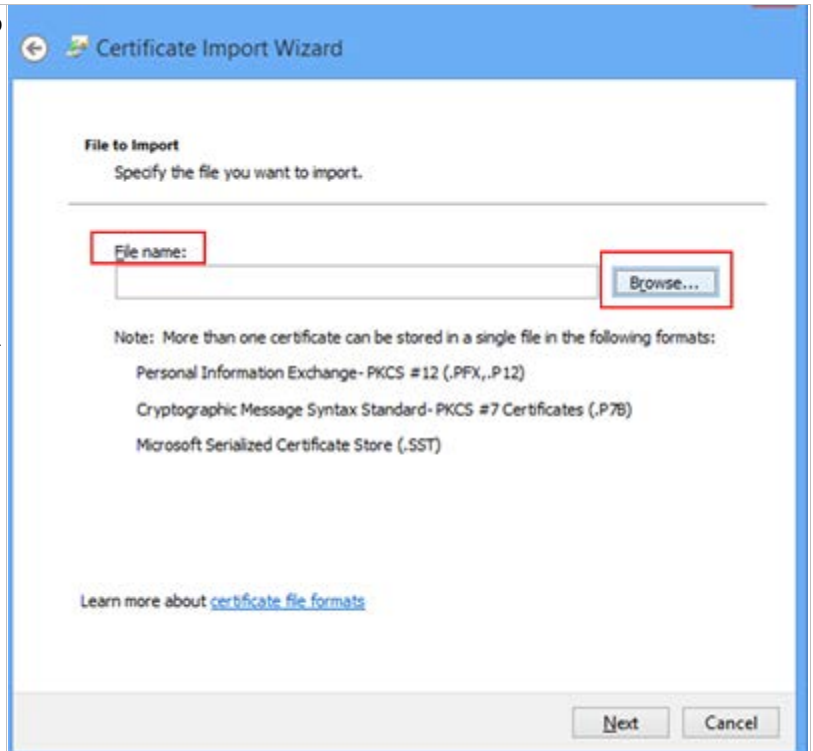 Certificate Import Wizard
File to Import
Specify the file you want to import.
File name:
Browse...
Note: More than one certificate can be stored in a single file in the following formats:
Personal Information Exchange- PKCS #12 (.PFX,.P12)
Cryptographic Message Syntax Standard- PKCS #7 Certificates (.P7B)
Microsoft Serialized Certificate Store (.SST)
Learn more about certificate file formats
Next Cancel